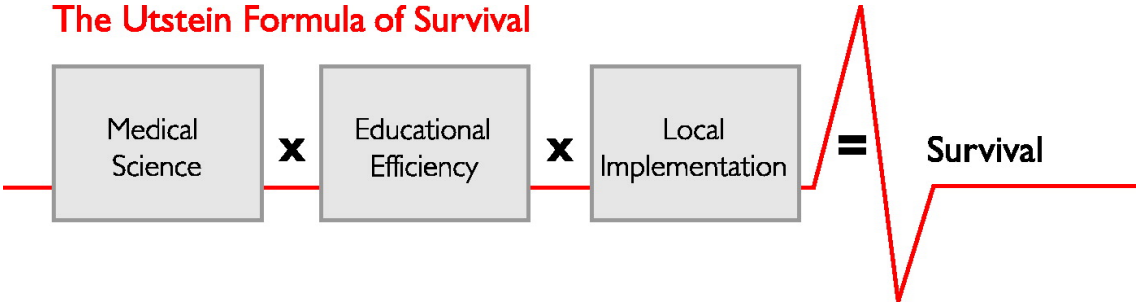 The Utstein Formula of Survival
Medical
Science
x
Educational
Efficiency
x
Local
Implementation
=
Survival